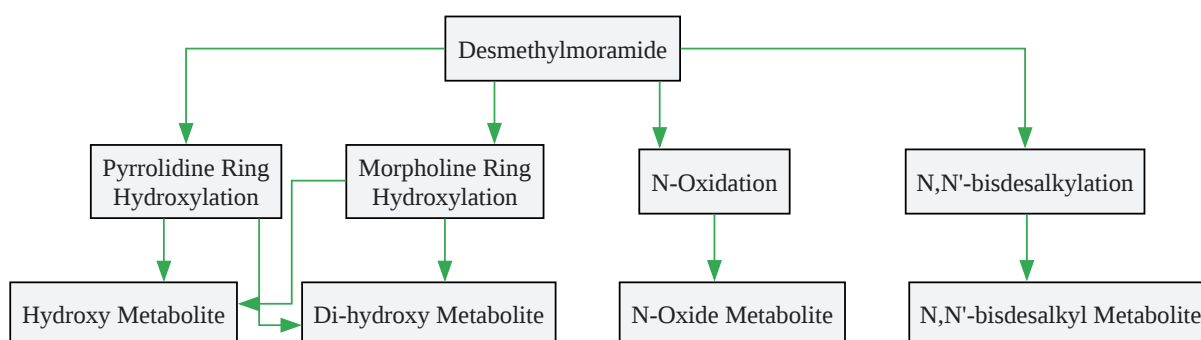 Desmethylmoramide
Pyrrolidine Ring
Hydroxylation
Morpholine Ring
Hydroxylation
N-Oxidation
N,N'-bisdesalkylation
Hydroxy Metabolite
Di-hydroxy Metabolite
N-Oxide Metabolite
N,N'-bisdesalkyl Metabolite